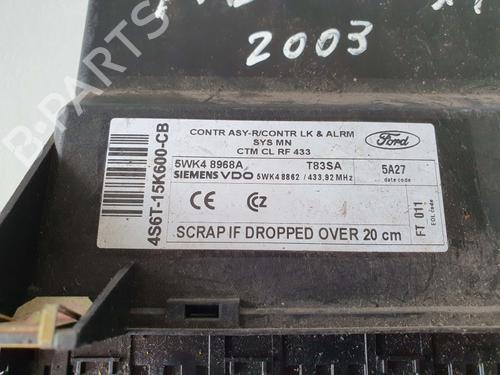 2003
CONTR ASY-R/CONTR LK & ALRM
SYS MN
CTM CL RF 433
Ford
5WK4 8968A T83SA 5A27
SIEMENS VDO 5WK4 8862 / 433,92 MHz date code
4S6T-15K600-CB
CE CZ
FT 011
EOL code
SCRAP IF DROPPED OVER 20 cm
B-PARTS